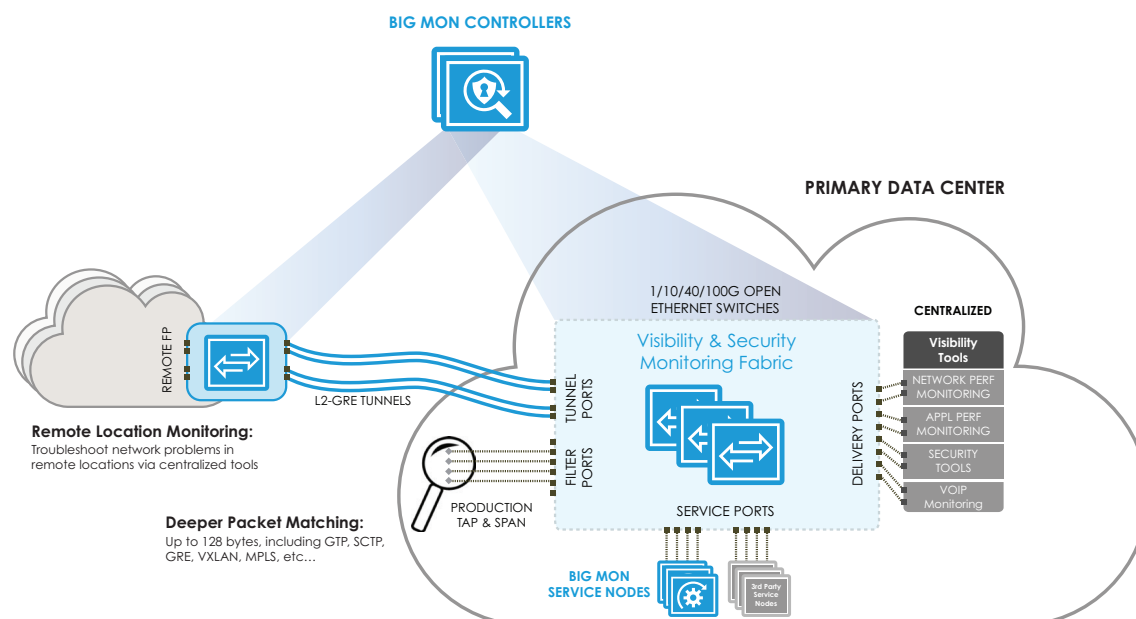 BIG MON CONTROLLERS
PRIMARY DATA CENTER
1/10/40/100G OPEN
ETHERNET SWITCHES
CENTRALIZED
Visibility
Tools
NETWORK PERF
MONITORING
APPL PERF
MONITORING
SECURITY
TOOLS
VOIP
Monitoring
Visibility & Security
Monitoring Fabric
REMOTE FP
L2-GRE TUNNELS
TUNNEL
PORTS
FILTER
PORTS
DELIVERY PORTS
Remote Location Monitoring:
Troubleshoot network problems in
remote locations via centralized tools
PRODUCTION
TAP & SPAN
SERVICE PORTS
Deeper Packet Matching:
Up to 128 bytes, including GTP, SCTP,
GRE, VXLAN, MPLS, etc…
BIG MON
SERVICE NODES
3rd Party
Service
Nodes